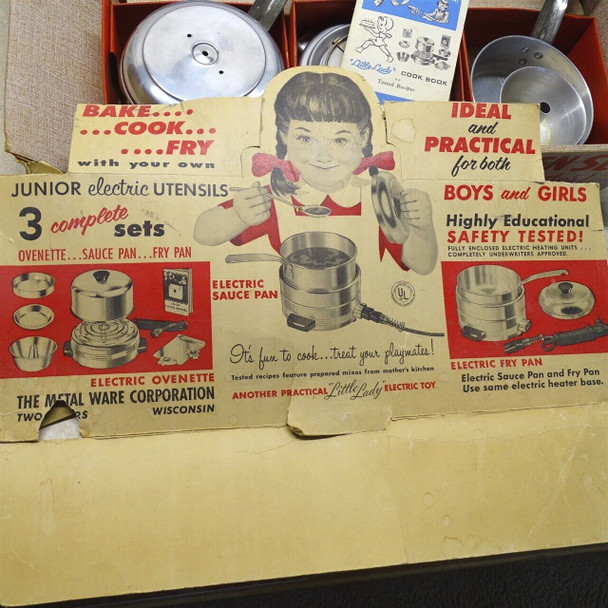 "Little Lady" COOK BOOK
Tested Recipes
BAKE....
...COOK...
....FRY
with your own
JUNIOR electric UTENSILS
3 complete sets
OVENETTE...SAUCE PAN...FRY PAN
ELECTRIC OVENETTE
THE METAL WARE CORPORATION
WISCONSIN
ELECTRIC
SAUCE PAN
UL
It's fun to cook...treat your playmates!
Tested recipes feature prepared mixes from mother's kitchen.
ANOTHER PRACTICAL "Little Lady" ELECTRIC TOY
IDEAL
and
PRACTICAL
for both
BOYS and GIRLS
Highly Educational
SAFETY TESTED!
FULLY ENCLOSED ELECTRIC HEATING UNITS...
COMPLETELY UNDERWRITERS APPROVED.
ELECTRIC FRY PAN
Electric Sauce Pan and Fry Pan
Use same electric heater base.